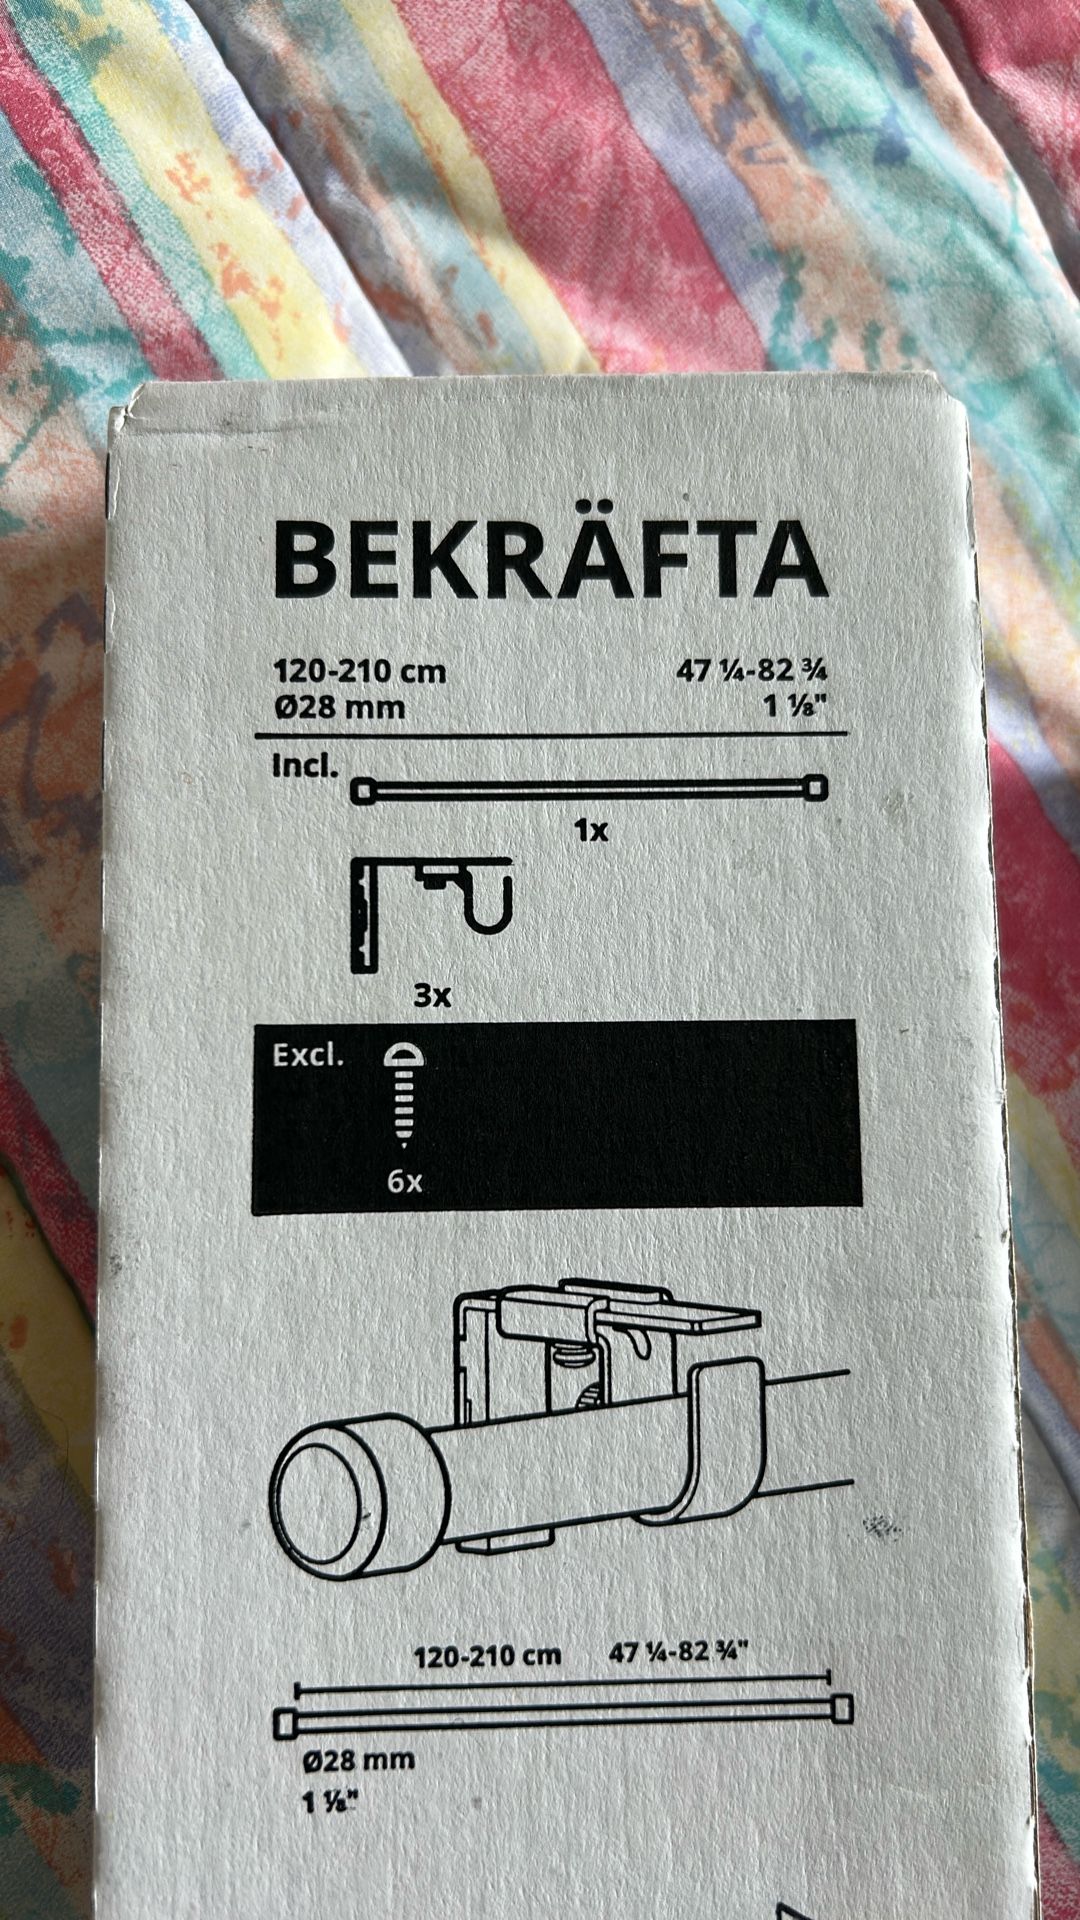 BEKRÄFTA
120-210 cm 47 ¼-82 ¾
Ø28 mm 1 ⅛"
Incl.
1x
3x
Excl.
6x
120-210 cm 47 ¼-82 ¾"
Ø28 mm
1 ⅛"